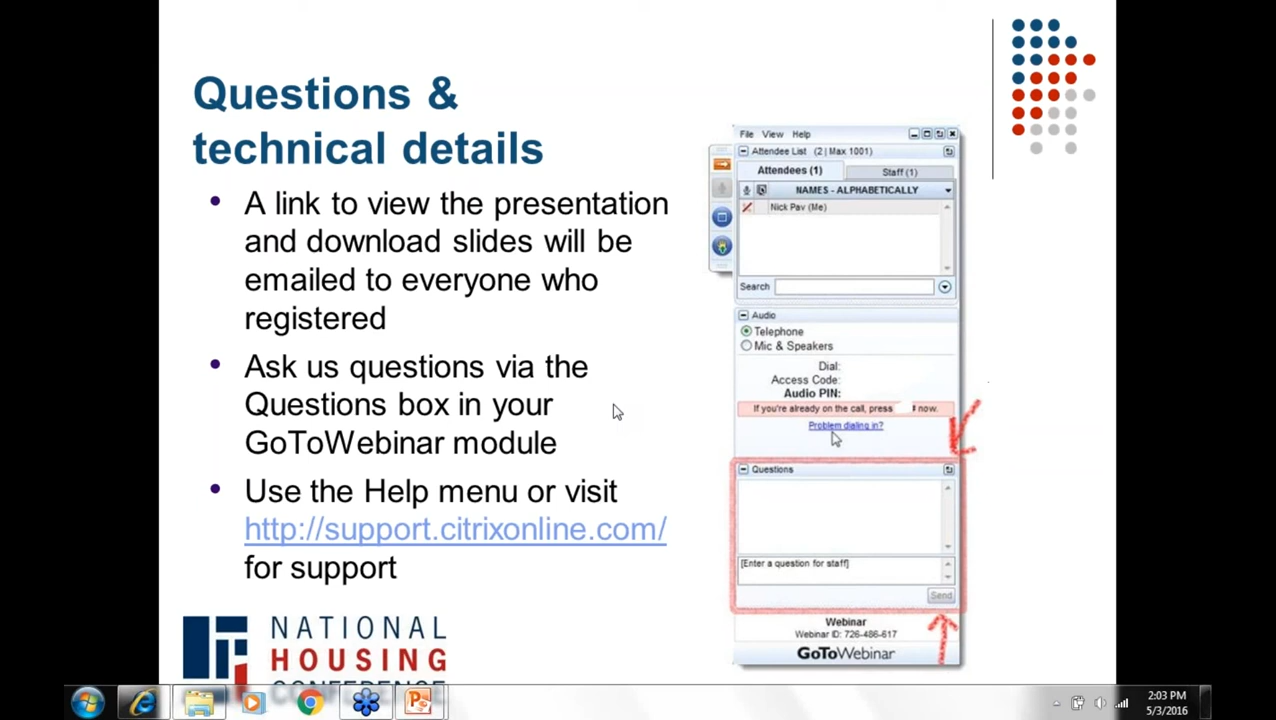 Questions &
technical details
• A link to view the presentation
and download slides will be
emailed to everyone who
registered
• Ask us questions via the
Questions box in your
GoToWebinar module
• Use the Help menu or visit
http://support.citrixonline.com/
for support
NATIONAL
HOUSING
CONFERENCE
File View Help
Attendee List (2 | Max 1001)
Attendees (1) Staff (1)
NAMES - ALPHABETICALLY
Nick Pav (Me)
Search
Audio
Telephone
Mic & Speakers
Dial:
Access Code:
Audio PIN:
If you're already on the call, press # now.
Problem dialing in?
Questions
[Enter a question for staff]
Send
Webinar
Webinar ID: 726-486-617
GoToWebinar
2:03 PM
5/3/2016